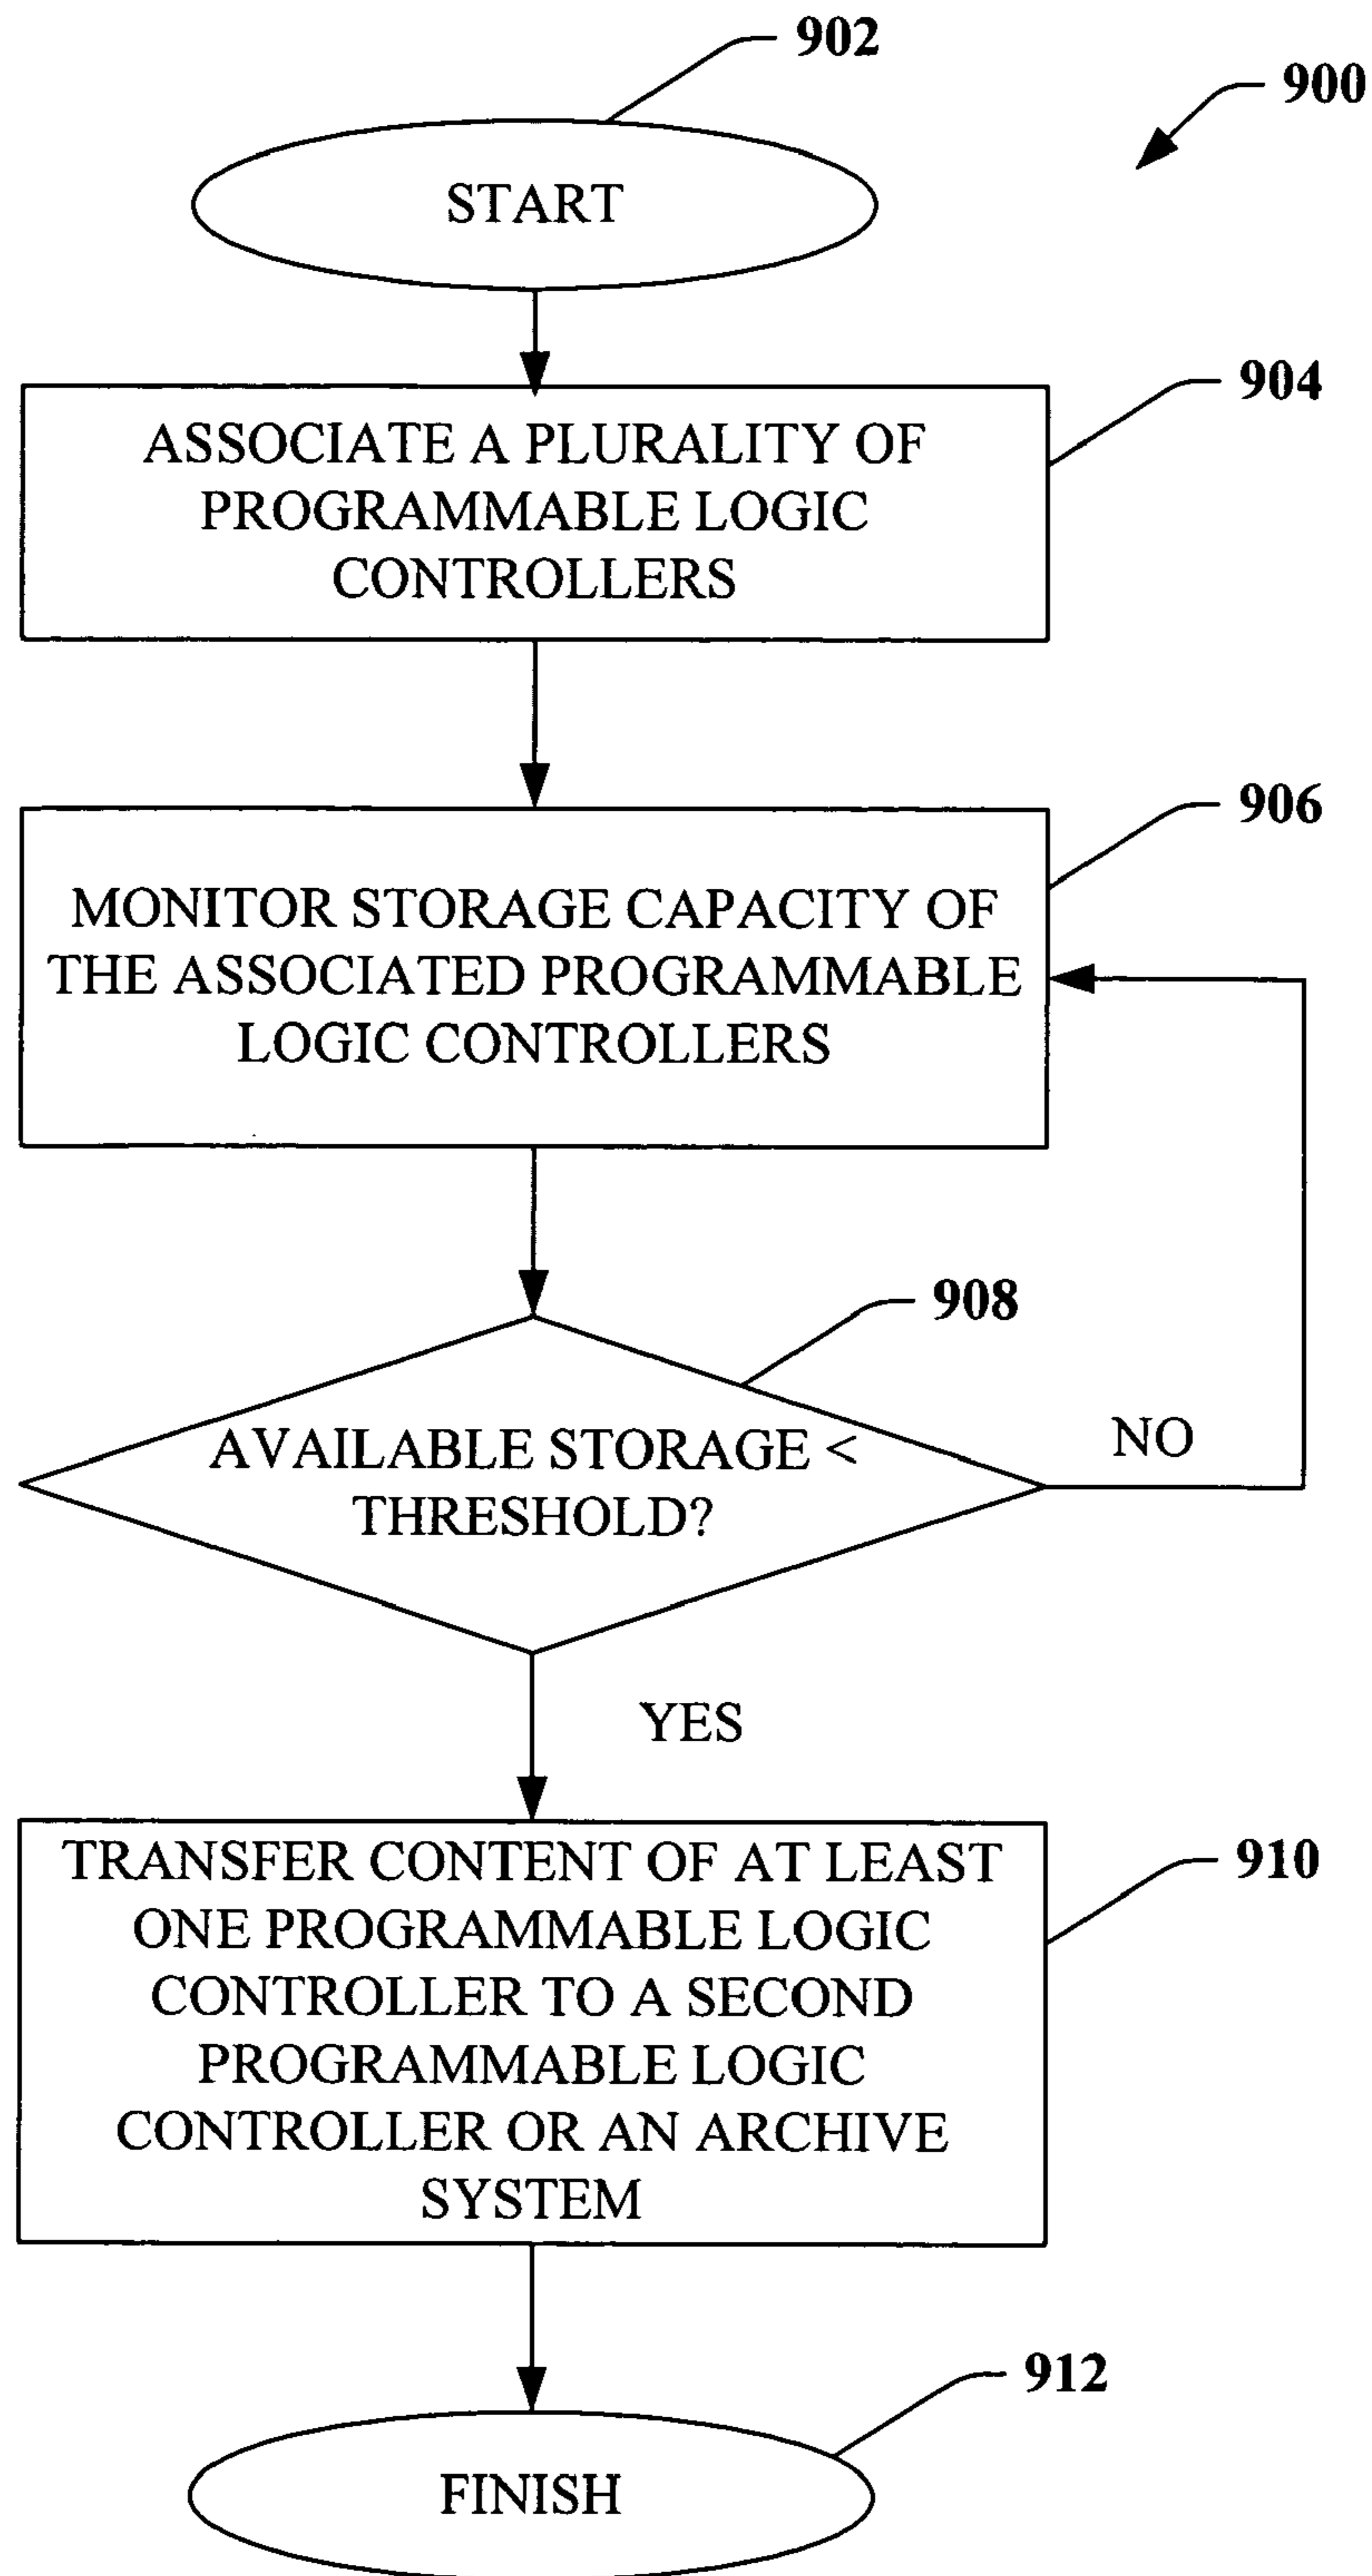 902
900
START
904
ASSOCIATE A PLURALITY OF
PROGRAMMABLE LOGIC
CONTROLLERS
906
MONITOR STORAGE CAPACITY OF
THE ASSOCIATED PROGRAMMABLE
LOGIC CONTROLLERS
908
AVAILABLE STORAGE <
THRESHOLD?
NO
YES
910
TRANSFER CONTENT OF AT LEAST
ONE PROGRAMMABLE LOGIC
CONTROLLER TO A SECOND
PROGRAMMABLE LOGIC
CONTROLLER OR AN ARCHIVE
SYSTEM
912
FINISH